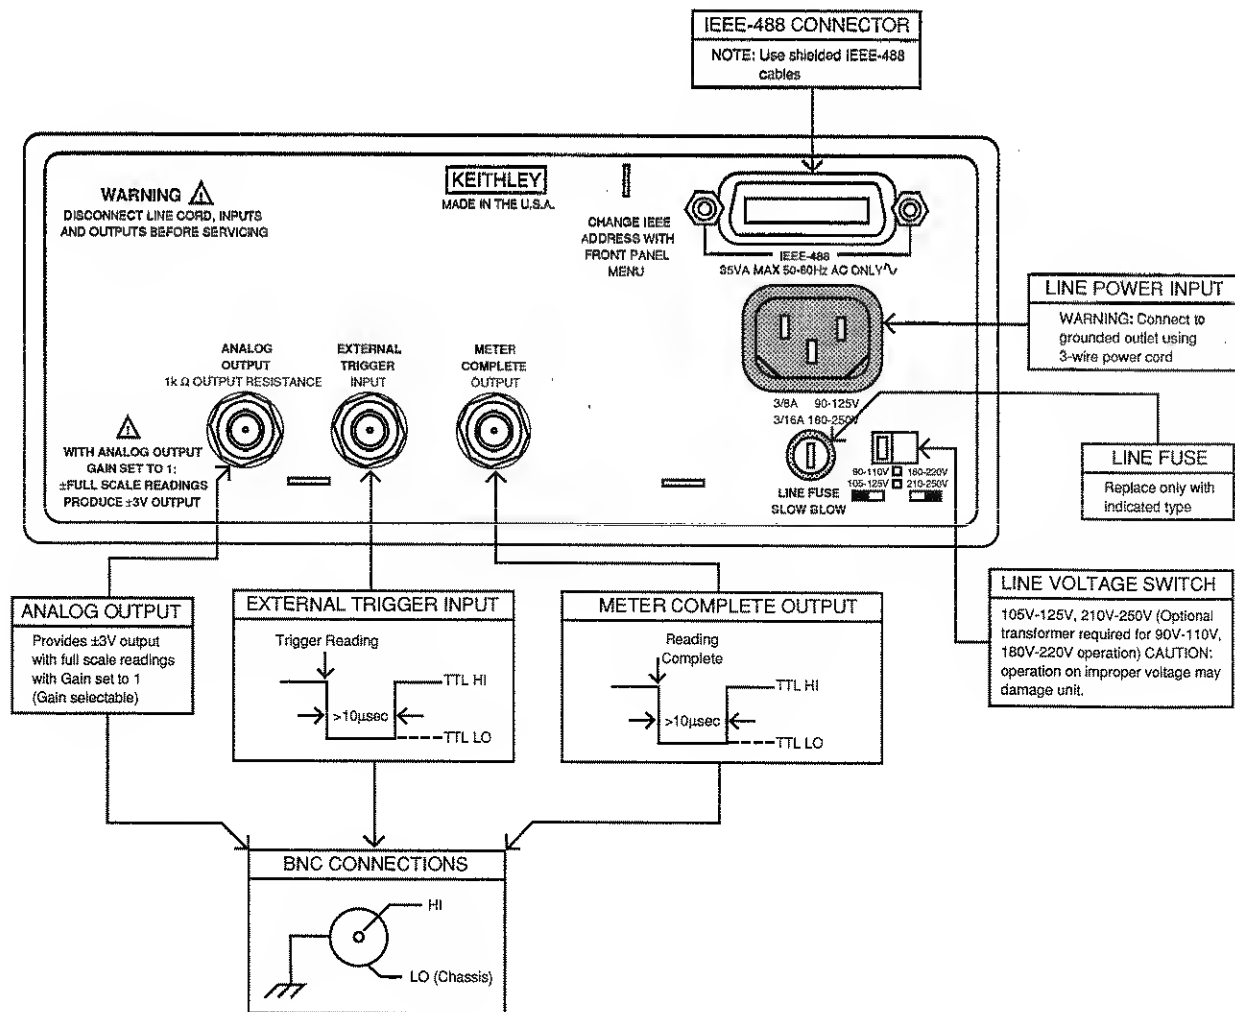 IEEE-488 CONNECTOR
NOTE: Use shielded IEEE-488
cables
WARNING
DISCONNECT LINE CORD, INPUTS
AND OUTPUTS BEFORE SERVICING
KEITHLEY
MADE IN THE U.S.A.
CHANGE IEEE
ADDRESS WITH
FRONT PANEL
MENU
IEEE-488
35VA MAX 50-60Hz AC ONLY
LINE POWER INPUT
WARNING: Connect to
grounded outlet using
3-wire power cord
ANALOG
OUTPUT
1k Ω OUTPUT RESISTANCE
EXTERNAL
TRIGGER
INPUT
METER
COMPLETE
OUTPUT
3/8A 90-125V
3/16A 180-250V
WITH ANALOG OUTPUT
GAIN SET TO 1:
±FULL SCALE READINGS
PRODUCE ±3V OUTPUT
LINE FUSE
SLOW BLOW
90-110V 180-220V
105-125V 210-250V
LINE FUSE
Replace only with
indicated type
LINE VOLTAGE SWITCH
105V-125V, 210V-250V (Optional
transformer required for 90V-110V,
180V-220V operation) CAUTION:
operation on improper voltage may
damage unit.
ANALOG OUTPUT
Provides ±3V output
with full scale readings
with Gain set to 1
(Gain selectable)
EXTERNAL TRIGGER INPUT
Trigger Reading
TTL HI
>10µsec
TTL LO
METER COMPLETE OUTPUT
Reading
Complete
TTL HI
>10µsec
TTL LO
BNC CONNECTIONS
HI
LO (Chassis)